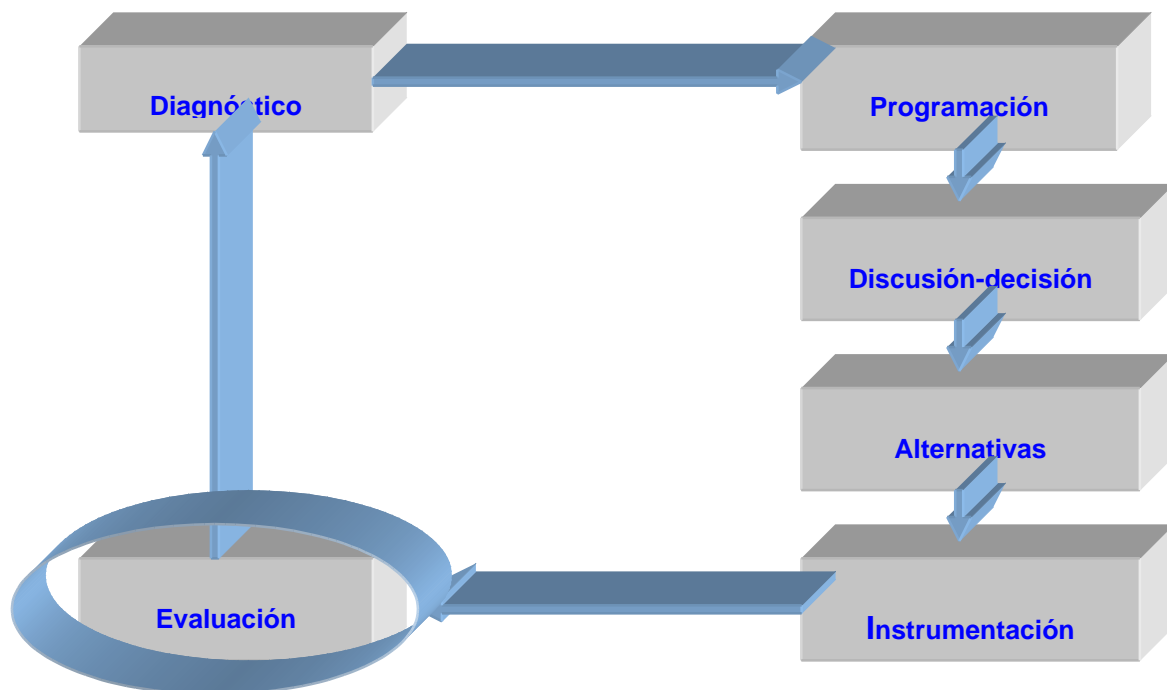 Diagnóstico
Programación
Discusión-decisión
Alternativas
Instrumentación
Evaluación